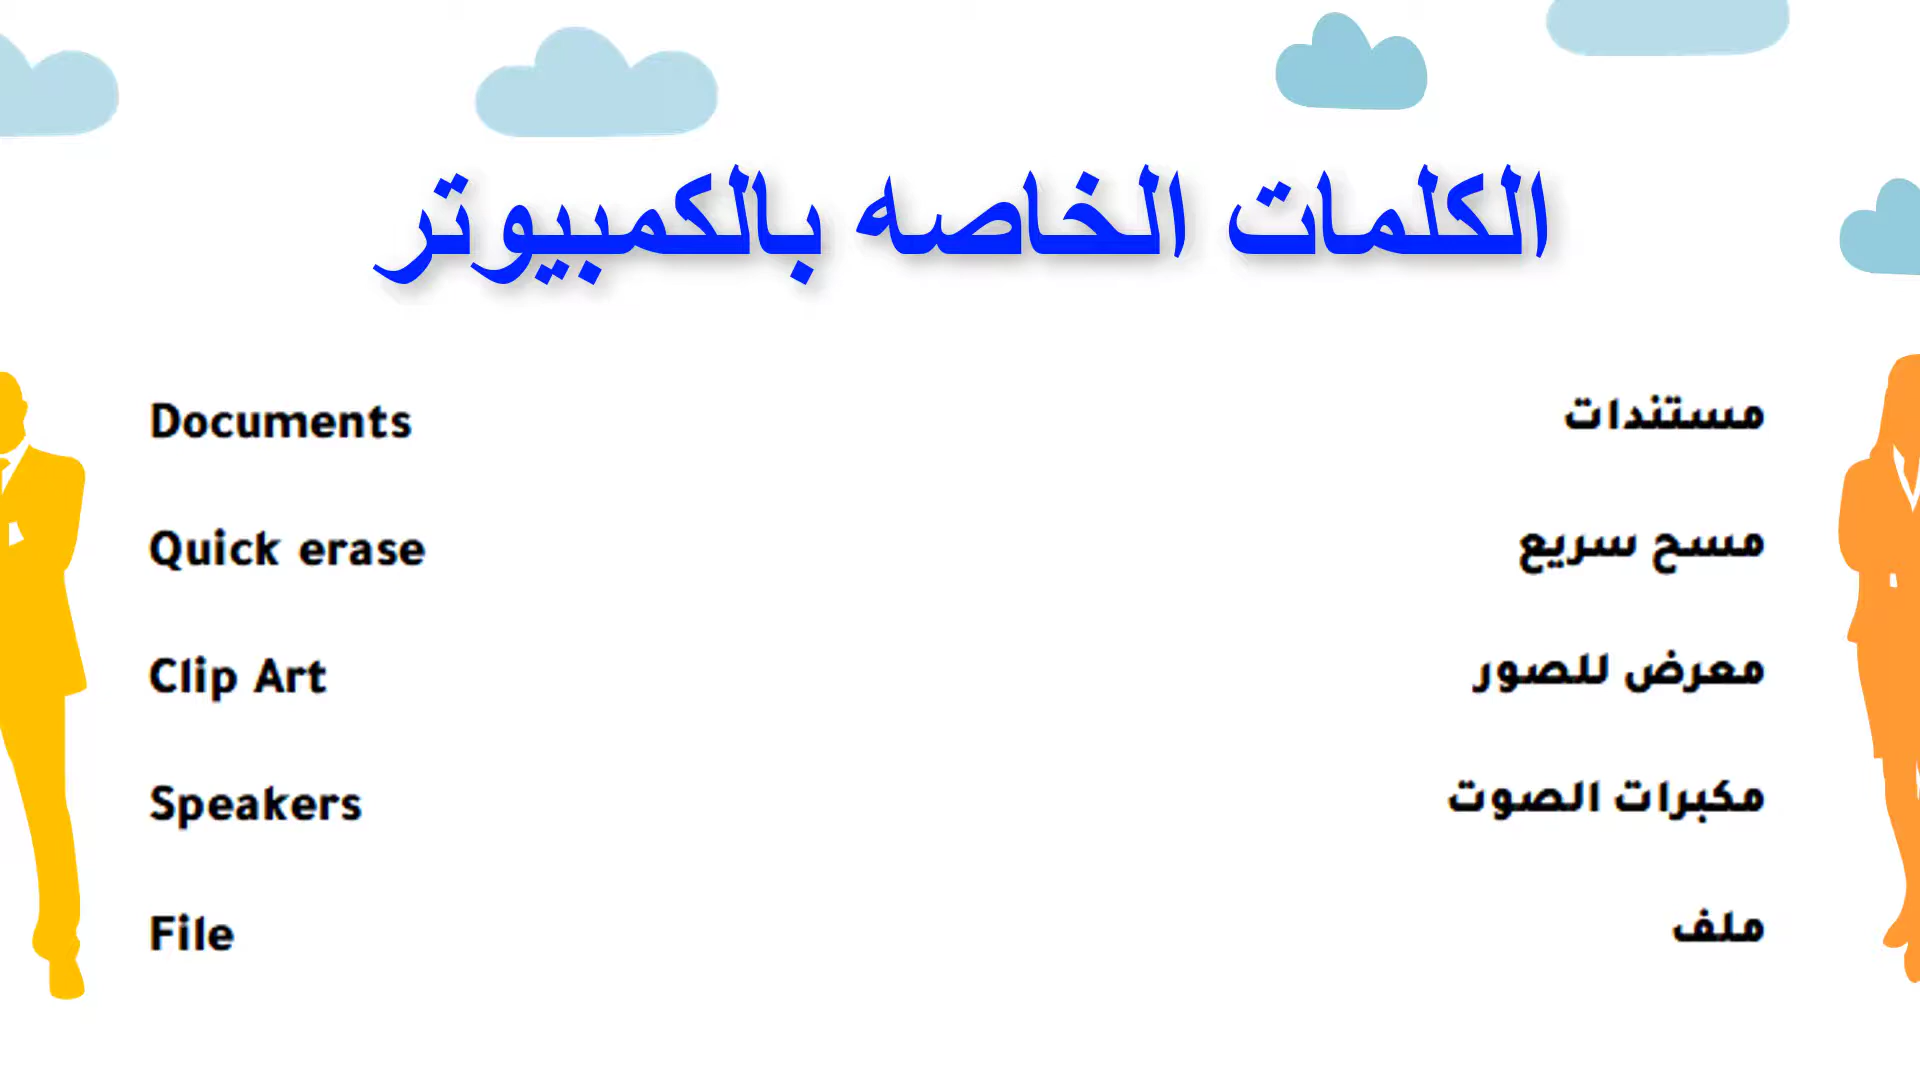 الكلمات الخاصه بالكمبيوتر
Documents مستندات
Quick erase مسح سريع
Clip Art معرض للصور
Speakers مكبرات الصوت
File ملف